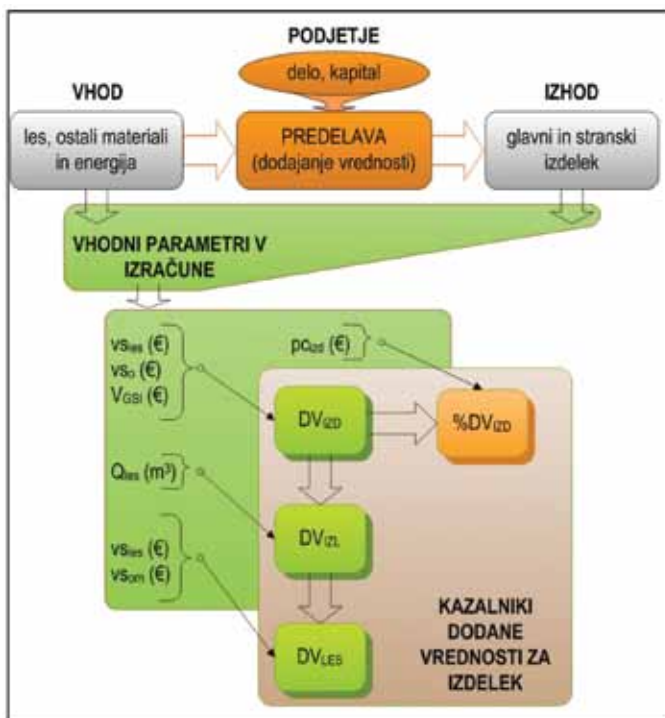 PODJETJE
delo, kapital
VHOD
IZHOD
les, ostali materiali
in energija
PREDELAVA
(dodajanje vrednosti)
glavni in stranski
izdelek
VHODNI PARAMETRI V
IZRAČUNE
vsles (€)
vso (€)
VGSI (€)
pcizd (€)
DVIZD
%DVIZD
Qles (m³)
DVIZL
vsles (€)
vsom (€)
DVLES
KAZALNIKI
DODANE
VREDNOSTI ZA
IZDELEK